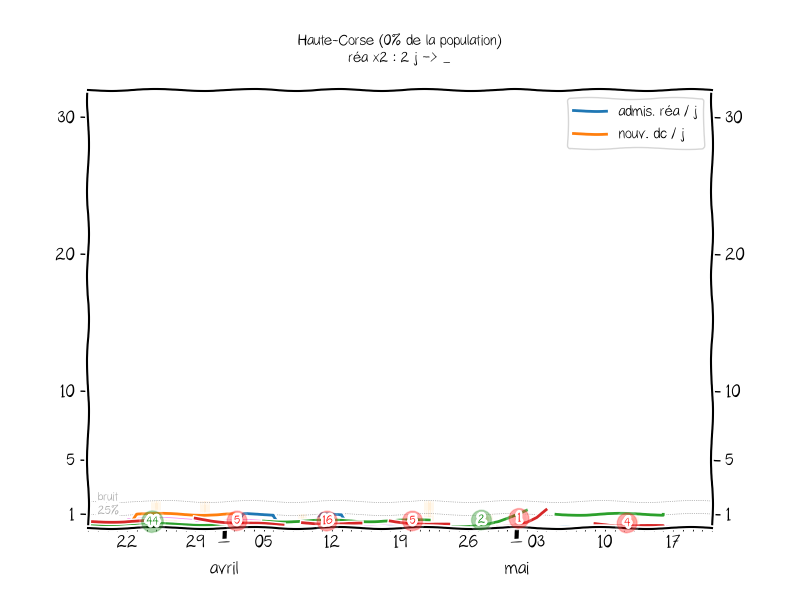 Haute-Corse (0% de la population)
réa x2 : 2 j -> _
admis. réa / j
nouv. dc / j
30 30
20 20
10 10
5 5
bruit
25%
1 1
44 5 16 5 2 1 4
22 29 1 05 12 19 26 1 03 10 17
avril mai